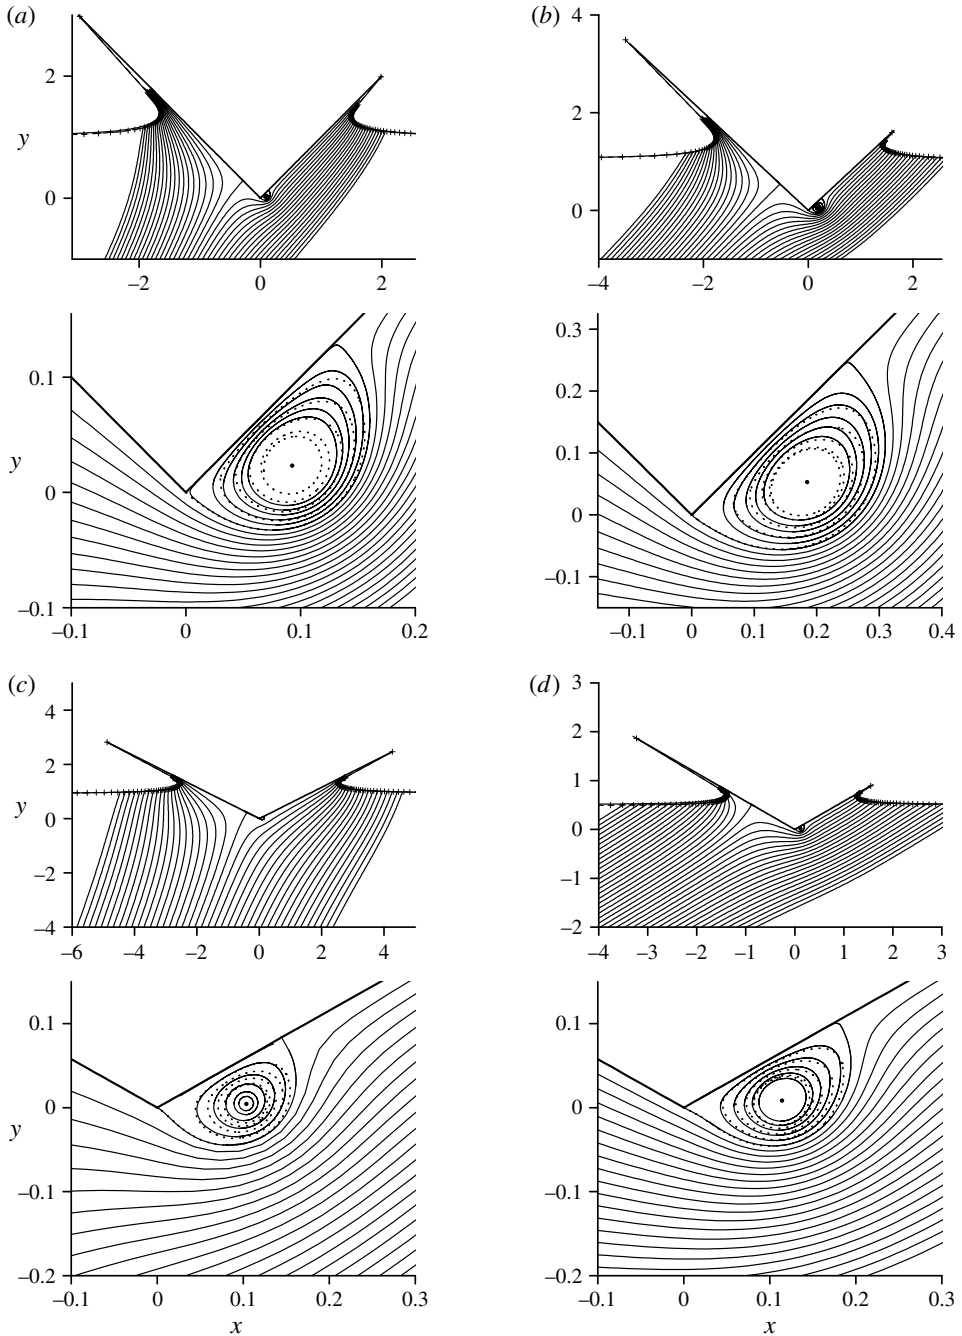 (a) (b)
4
2 2
y
0 0
–2 0 2 –4 –2 0 2
0.3
0.1 0.2
y 0.1
0 0
–0.1
–0.1
–0.1 0 0.1 0.2 –0.1 0 0.1 0.2 0.3 0.4
(c) (d) 3
4 2
2 1
y 0 0
–2 –1
–4 –2
–6 –4 –2 0 2 4 –4 –3 –2 –1 0 1 2 3
0.1 0.1
y 0 0
–0.1 –0.1
–0.2 –0.2
–0.1 0 0.1 0.2 0.3 –0.1 0 0.1 0.2 0.3
x x